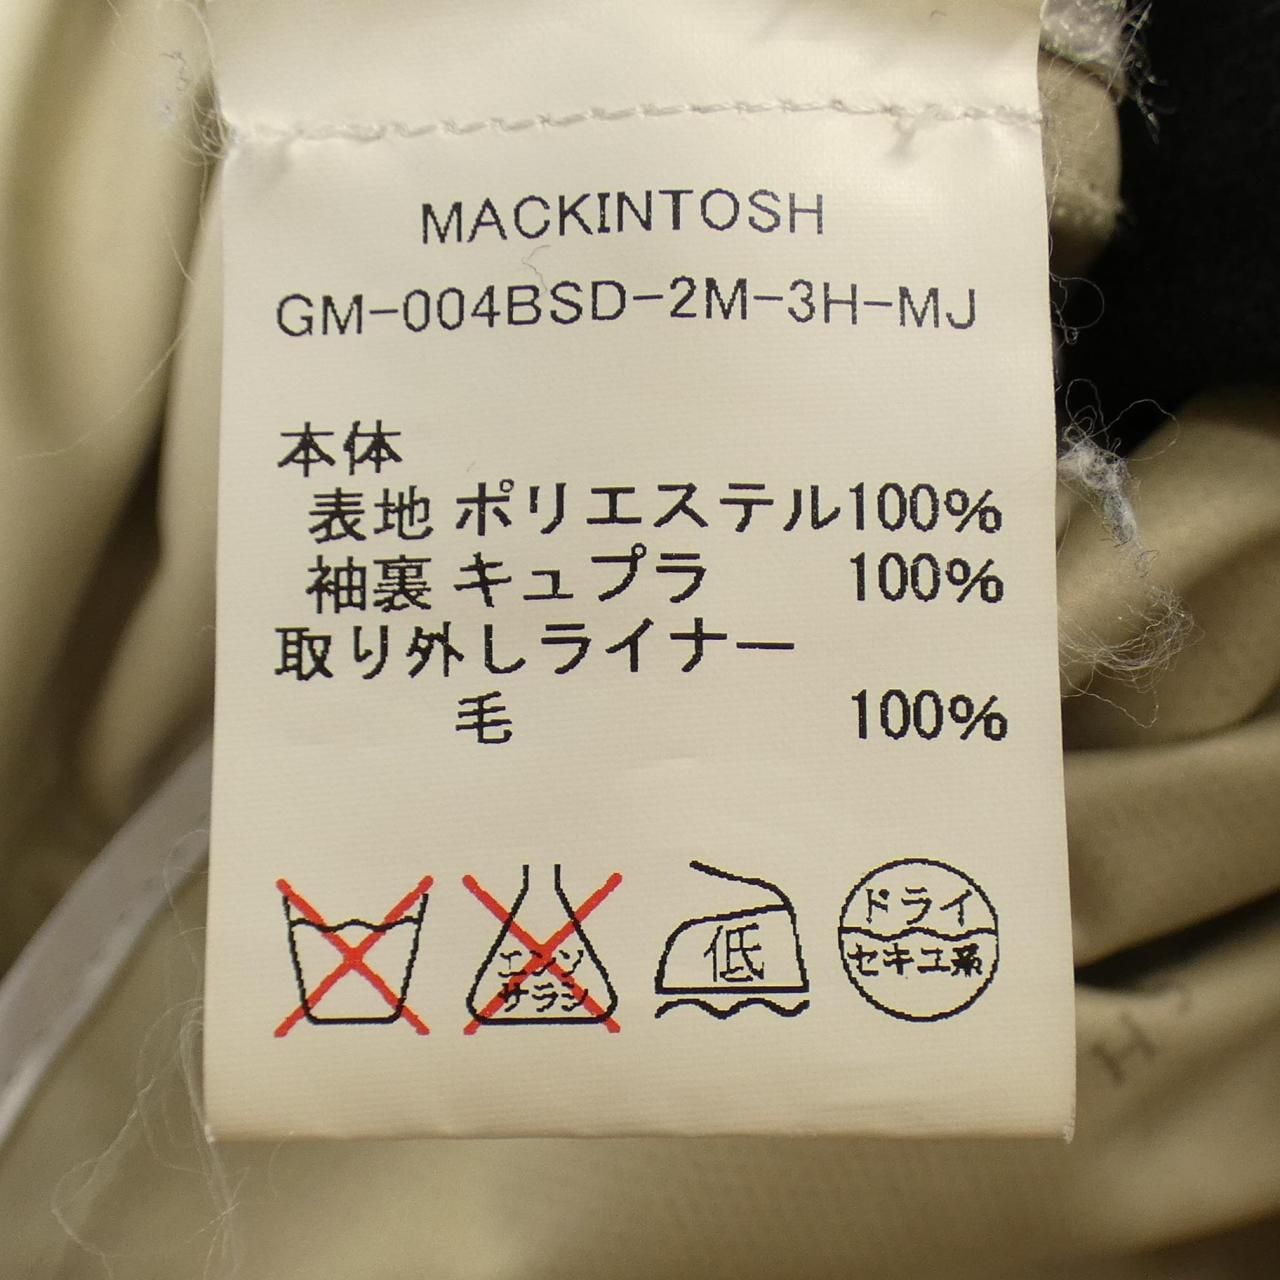 MACKINTOSH
GM-004BSD-2M-3H-MJ
本体
表地 ポリエステル100%
袖裏 キュプラ 100%
取り外しライナー
毛 100%
エンソ
サラシ
低
ドライ
セキユ系
H